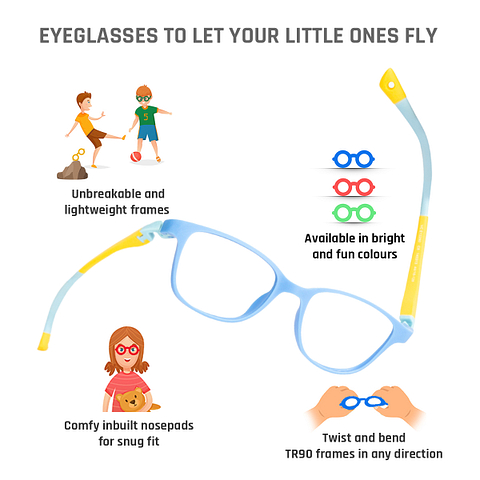 EYEGLASSES TO LET YOUR LITTLE ONES FLY
Unbreakable and
lightweight frames
Available in bright
and fun colours
Comfy inbuilt nosepads
for snug fit
Twist and bend
TR90 frames in any direction